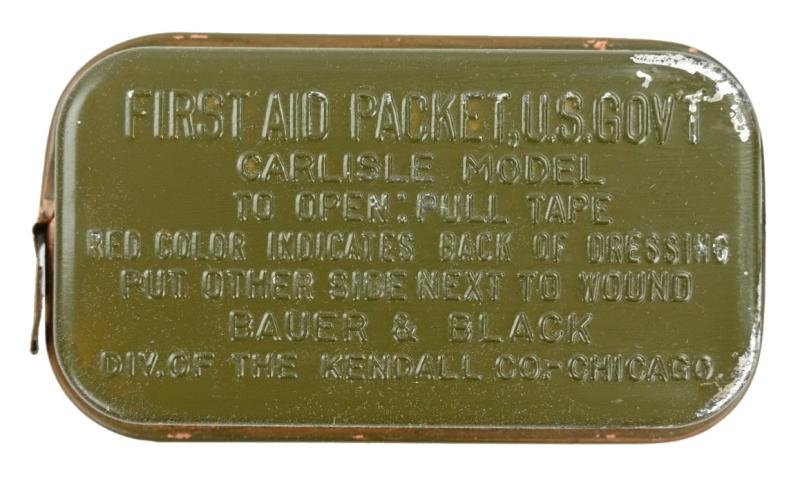 FIRST AID PACKET, U.S. GOV'T
CARLISLE MODEL
TO OPEN: PULL TAPE
RED COLOR INDICATES BACK OF DRESSING
PUT OTHER SIDE NEXT TO WOUND
BAUER & BLACK
DIV. OF THE KENDALL CO.-CHICAGO